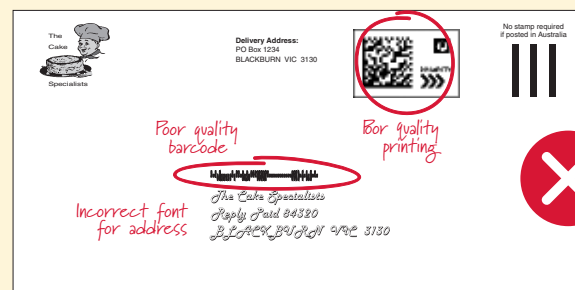 The
Cake
Specialists
Delivery Address:
PO Box 1234
BLACKBURN VIC 3130
No stamp required
if posted in Australia
Poor quality
barcode
Poor quality
printing
Incorrect font
for address
The Cake Specialists
Reply Paid 84320
BLACKBURN VIC 3130